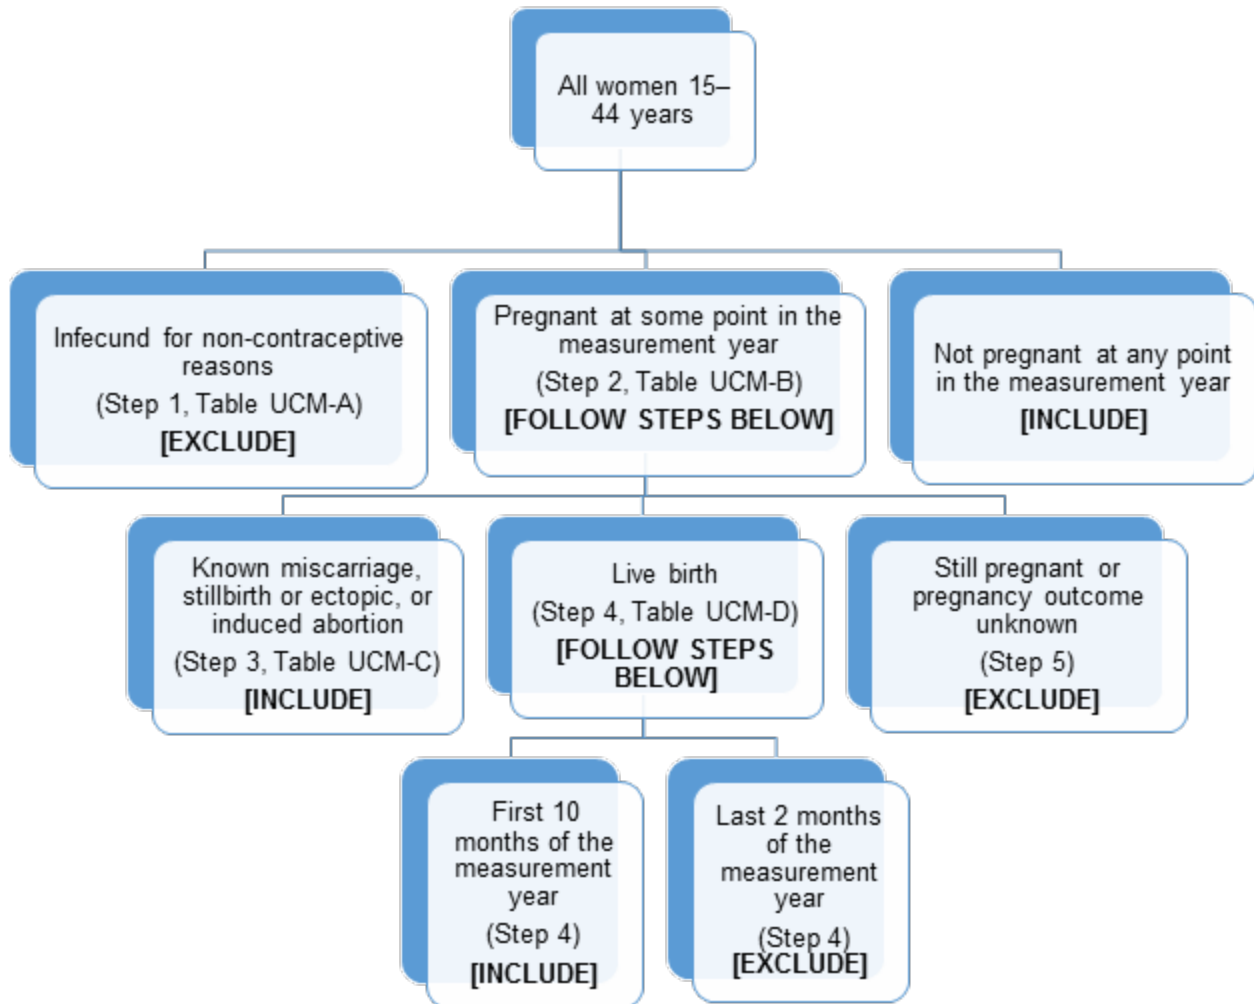 All women 15–
44 years
Infecund for non-contraceptive
reasons
(Step 1, Table UCM-A)
[EXCLUDE]
Pregnant at some point in the
measurement year
(Step 2, Table UCM-B)
[FOLLOW STEPS BELOW]
Not pregnant at any point
in the measurement year
[INCLUDE]
Known miscarriage,
stillbirth or ectopic, or
induced abortion
(Step 3, Table UCM-C)
[INCLUDE]
Live birth
(Step 4, Table UCM-D)
[FOLLOW STEPS
BELOW]
Still pregnant or
pregnancy outcome
unknown
(Step 5)
[EXCLUDE]
First 10
months of the
measurement
year
(Step 4)
[INCLUDE]
Last 2 months
of the
measurement
year
(Step 4)
[EXCLUDE]